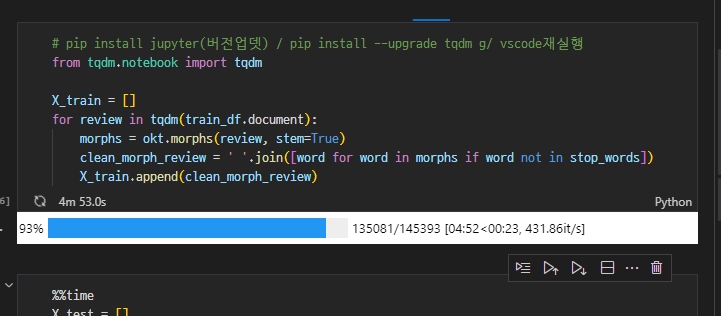 # pip install jupyter(버젼업뎃) / pip install --upgrade tqdm g/ vscode재실행
from tqdm.notebook import tqdm
X_train = []
for review in tqdm(train_df.document):
morphs = okt.morphs(review, stem=True)
clean_morph_review = ' '.join([word for word in morphs if word not in stop_words])
X_train.append(clean_morph_review)
6] 4m 53.0s Python
93% 135081/145393 [04:52<00:23, 431.86it/s]
%%time
X_test = []